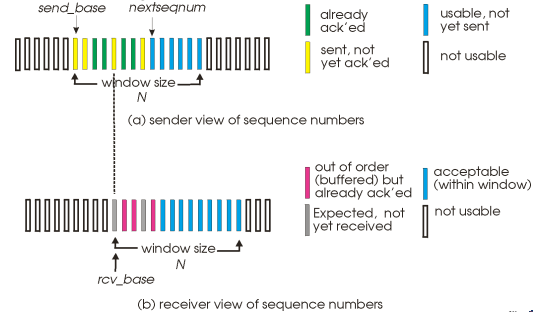 send_base
nextseqnum
already
ack'ed
usable, not
yet sent
sent, not
yet ack'ed
not usable
window size
N
(a) sender view of sequence numbers
out of order
(buffered) but
already ack'ed
acceptable
(within window)
Expected, not
yet received
not usable
window size
N
rcv_base
(b) receiver view of sequence numbers